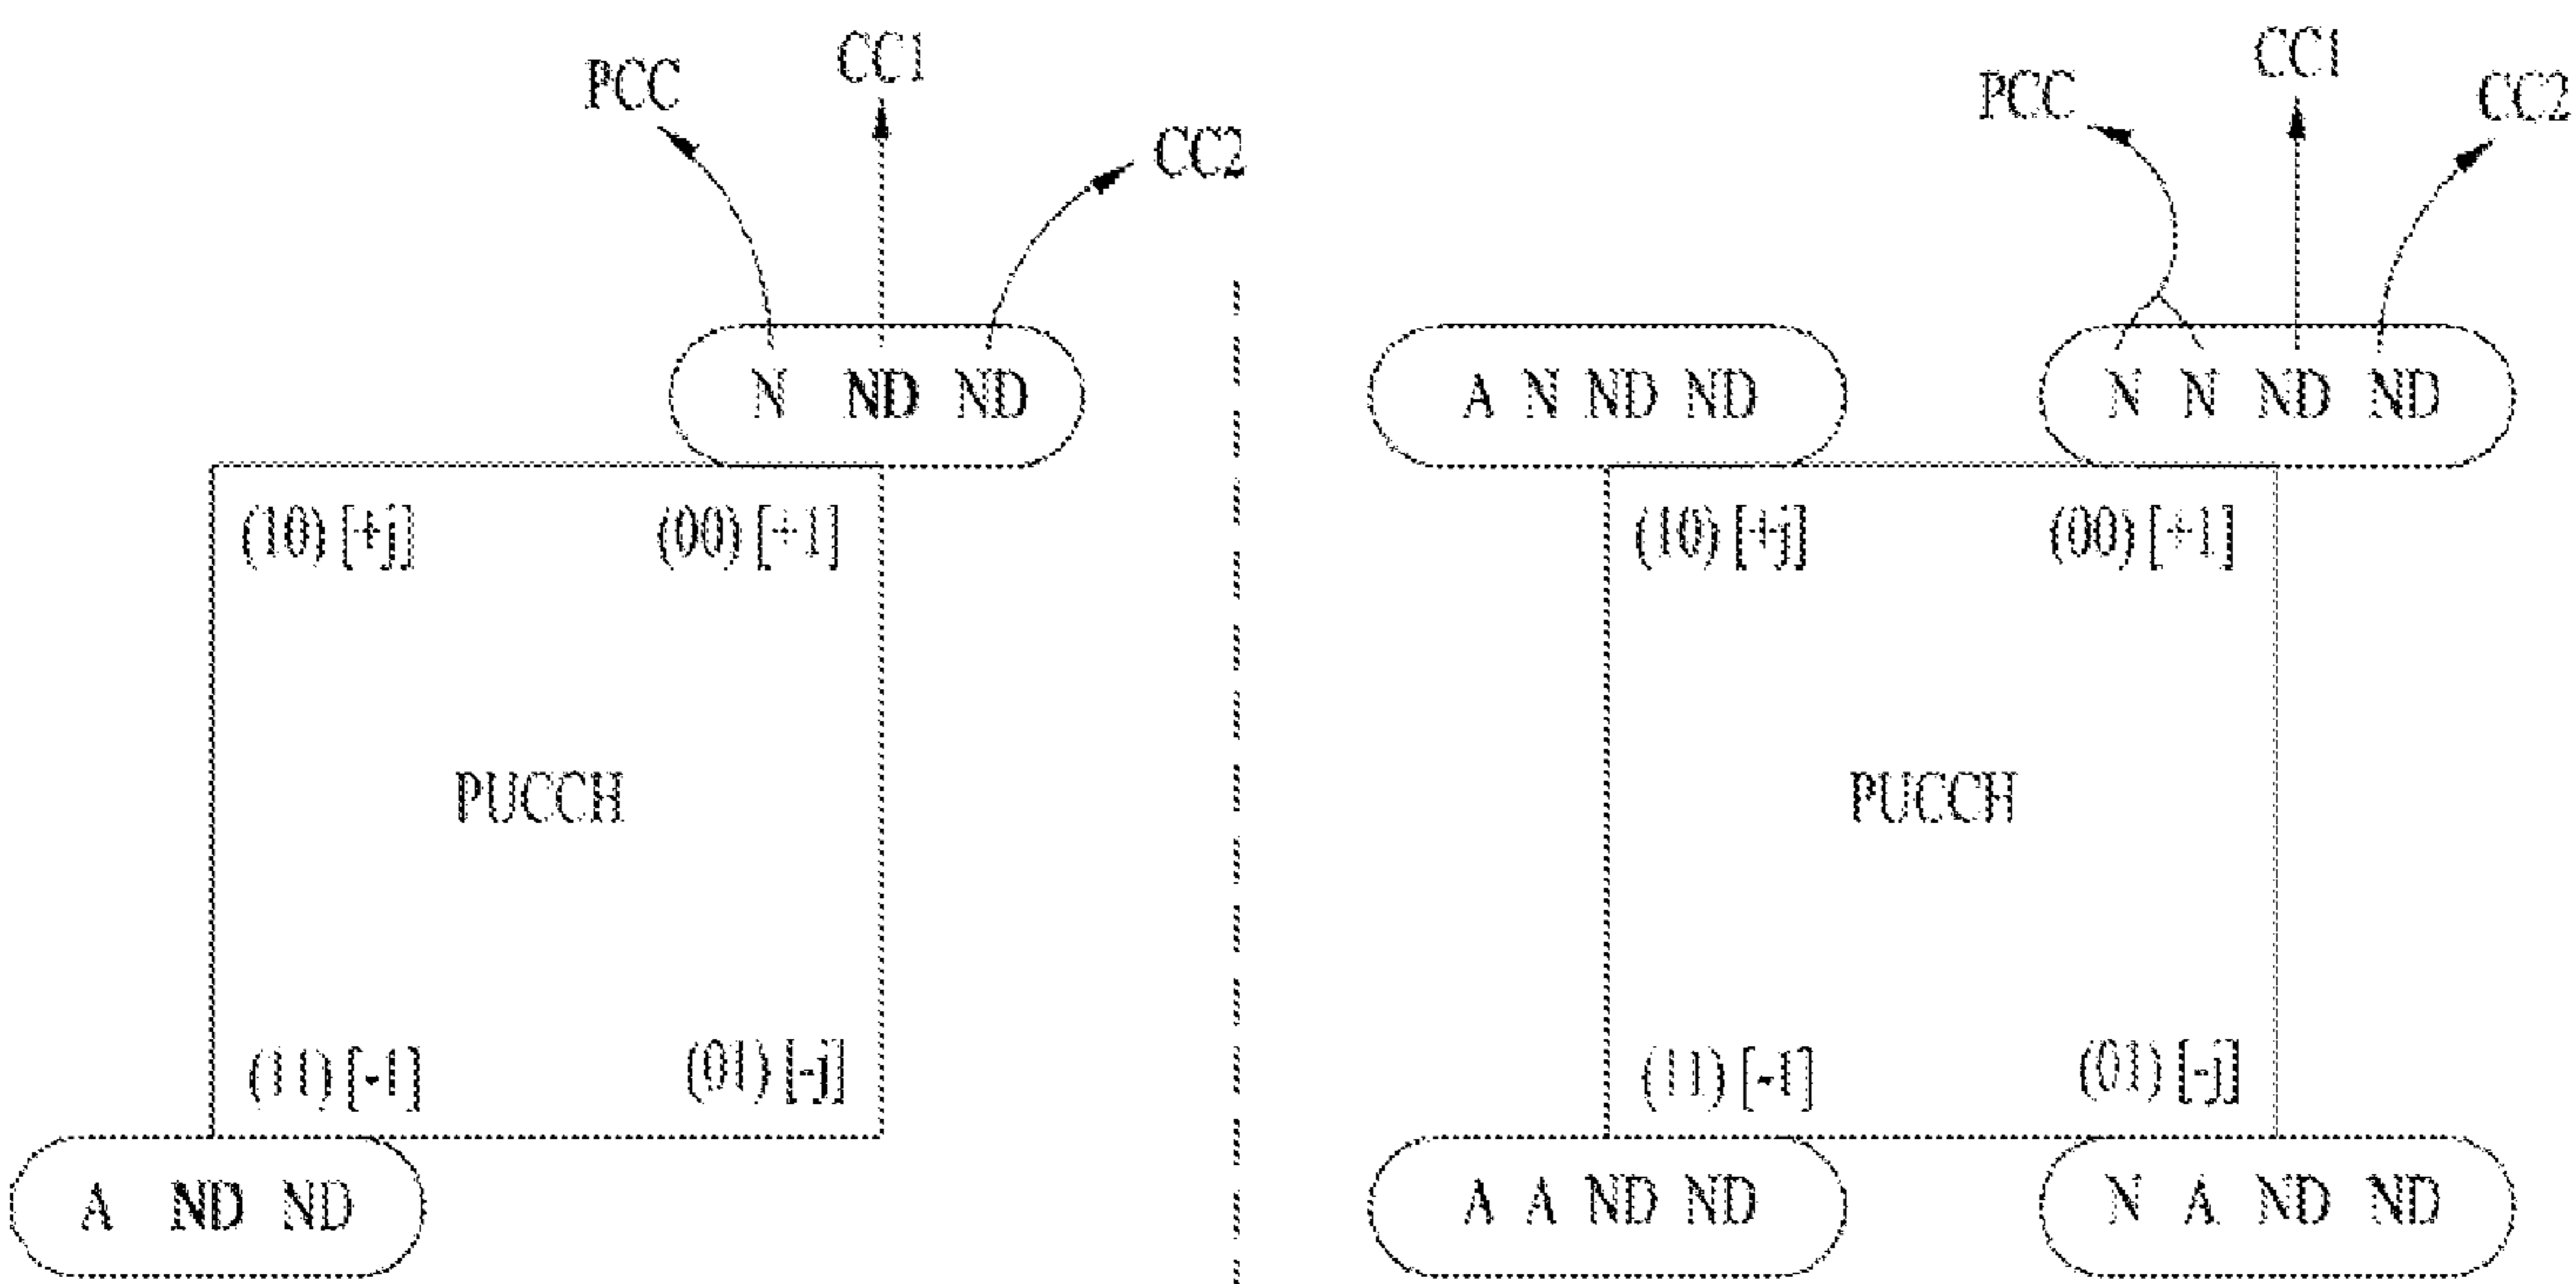 PCC CC1 CC2
N ND ND
(10) [+j] (00) [+1]
PUCCH
(11) [-1] (01) [-j]
A ND ND
PCC CC1 CC2
A N ND ND N N ND ND
(10) [+j] (00) [+1]
PUCCH
(11) [-1] (01) [-j]
A A ND ND N A ND ND